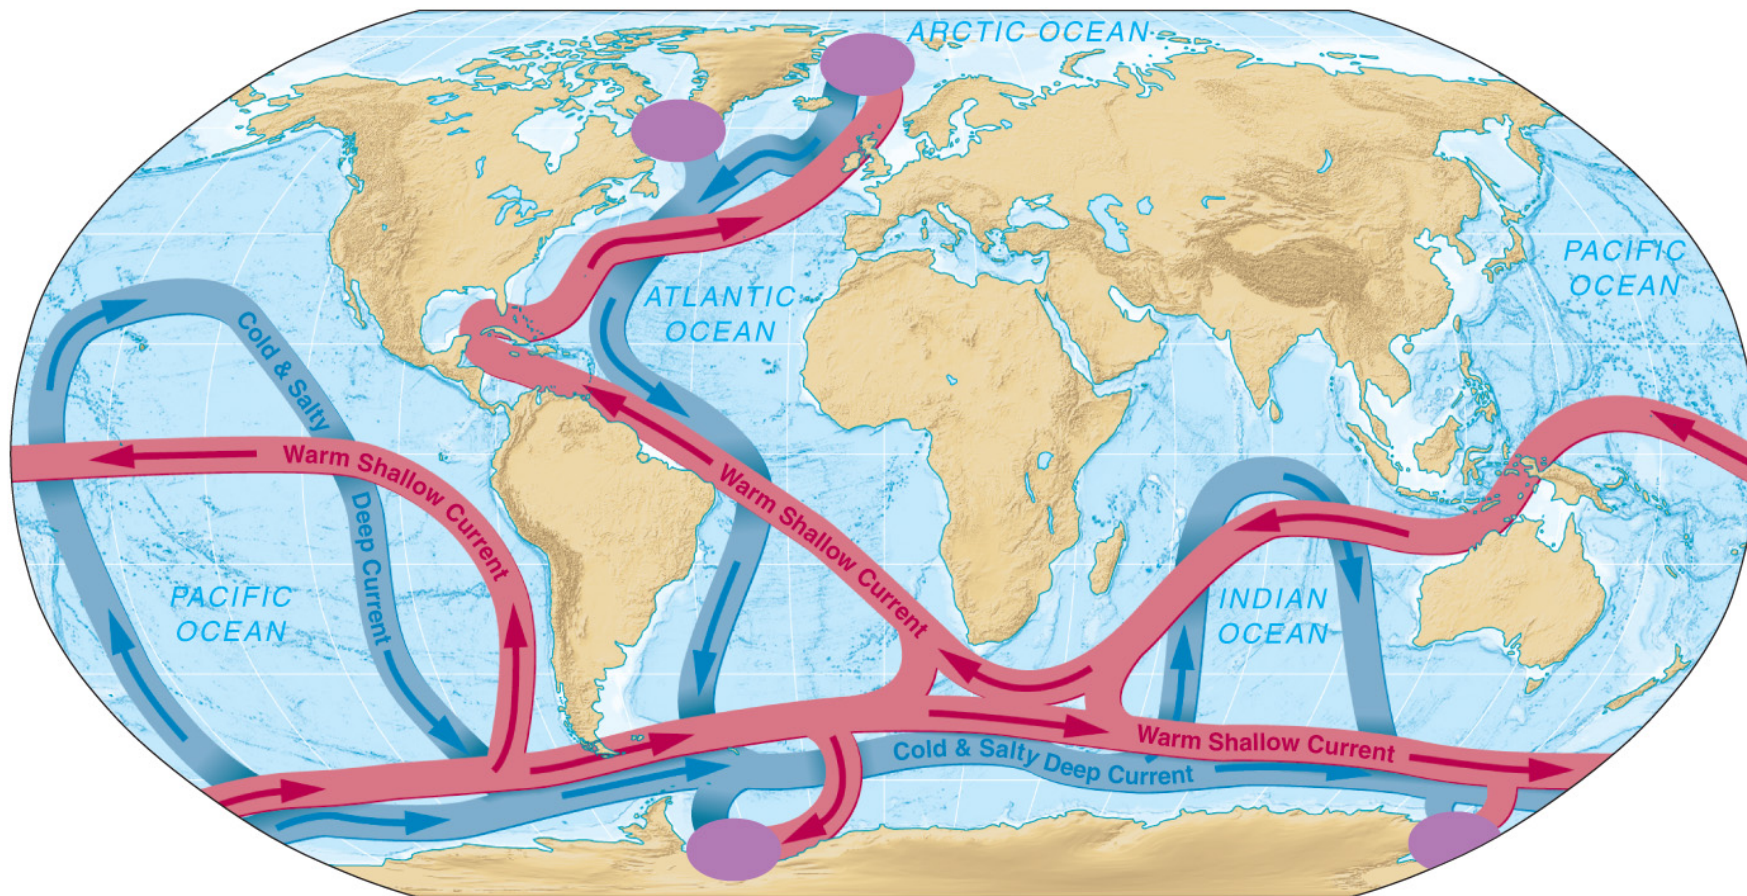 ARCTIC OCEAN
PACIFIC
OCEAN
ATLANTIC
OCEAN
Cold & Salty
Deep Current
Warm Shallow Current
Warm Shallow Current
PACIFIC
OCEAN
INDIAN
OCEAN
Warm Shallow Current
Cold & Salty Deep Current